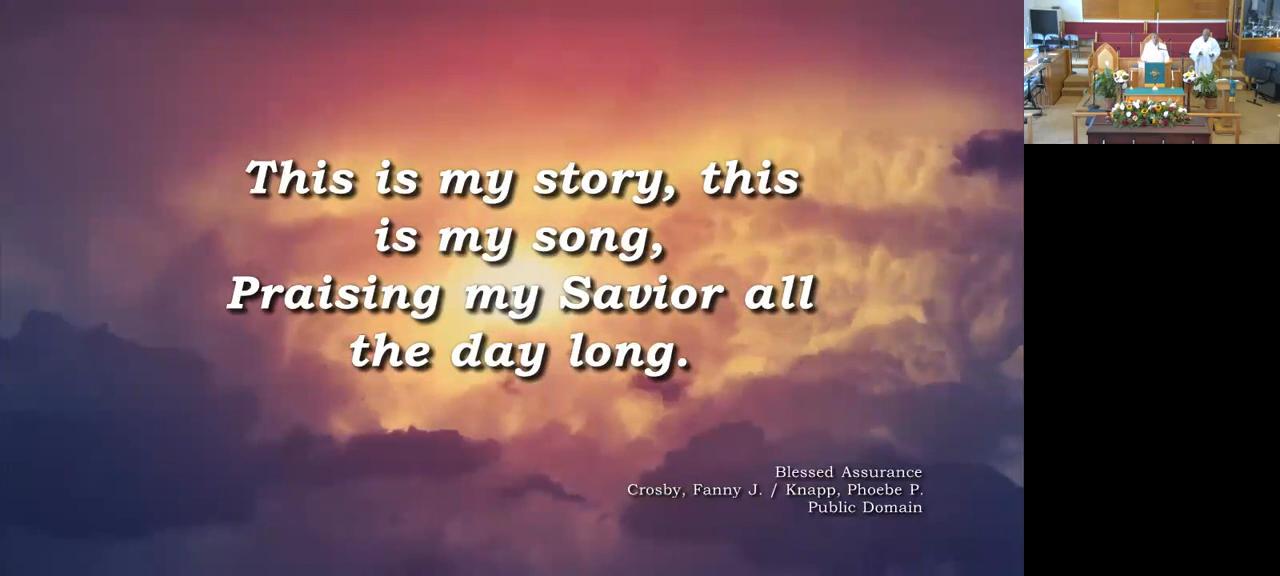 This is my story, this
is my song,
Praising my Savior all
the day long.
Blessed Assurance
Crosby, Fanny J. / Knapp, Phoebe P.
Public Domain